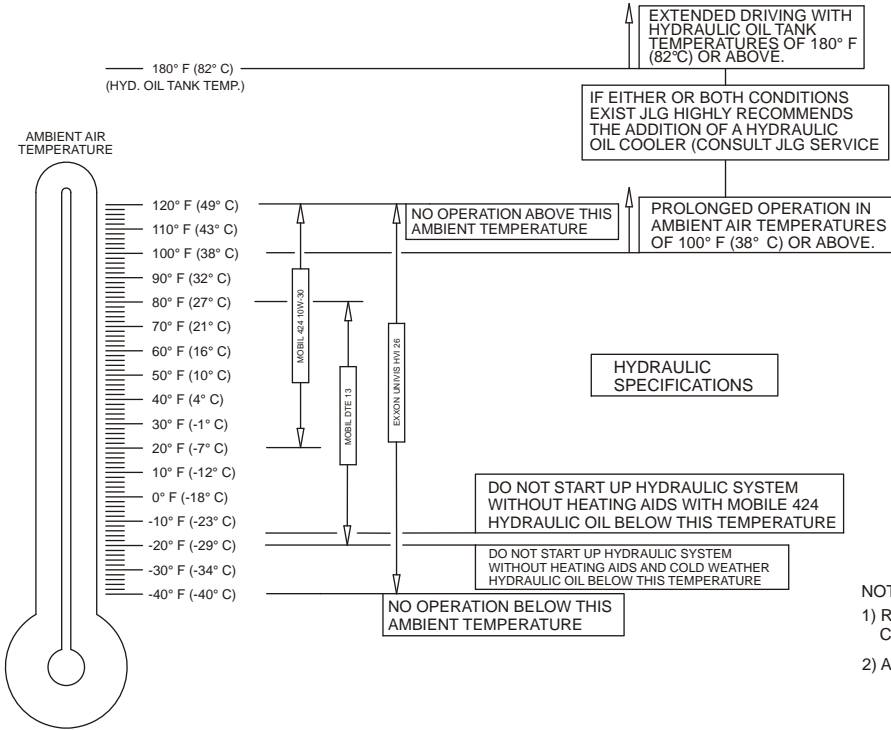 EXTENDED DRIVING WITH
HYDRAULIC OIL TANK
TEMPERATURES OF 180° F
(82°C) OR ABOVE.
180° F (82° C)
(HYD. OIL TANK TEMP.)
IF EITHER OR BOTH CONDITIONS
EXIST JLG HIGHLY RECOMMENDS
THE ADDITION OF A HYDRAULIC
OIL COOLER (CONSULT JLG SERVICE
AMBIENT AIR
TEMPERATURE
120° F (49° C)
110° F (43° C)
100° F (38° C)
90° F (32° C)
80° F (27° C)
70° F (21° C)
60° F (16° C)
50° F (10° C)
40° F (4° C)
30° F (-1° C)
20° F (-7° C)
10° F (-12° C)
0° F (-18° C)
-10° F (-23° C)
-20° F (-29° C)
-30° F (-34° C)
-40° F (-40° C)
NO OPERATION ABOVE THIS
AMBIENT TEMPERATURE
PROLONGED OPERATION IN
AMBIENT AIR TEMPERATURES
OF 100° F (38° C) OR ABOVE.
MOBIL 424 10W-30
MOBIL DTE 13
EXXON UNIVIS HVI 26
HYDRAULIC
SPECIFICATIONS
DO NOT START UP HYDRAULIC SYSTEM
WITHOUT HEATING AIDS WITH MOBILE 424
HYDRAULIC OIL BELOW THIS TEMPERATURE
DO NOT START UP HYDRAULIC SYSTEM
WITHOUT HEATING AIDS AND COLD WEATHER
HYDRAULIC OIL BELOW THIS TEMPERATURE
NO OPERATION BELOW THIS
AMBIENT TEMPERATURE
NOT
1) R
C
2) A